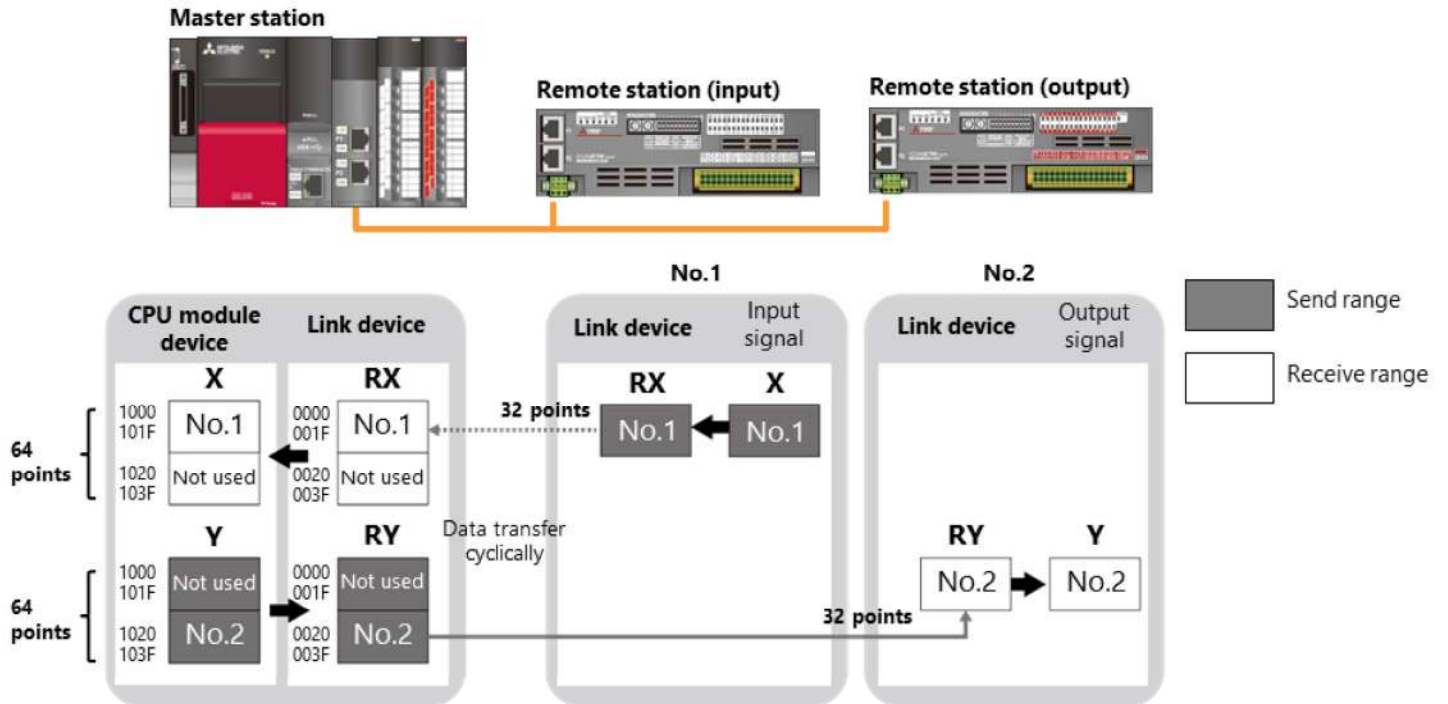 Master station
MITSUBISHI
ELECTRIC
Remote station (input)
Remote station (output)
No.1
No.2
Send range
Receive range
CPU module
device
Link device
Link device
Input
signal
Link device
Output
signal
X
RX
RX
X
64
points
1000
101F
No.1
0000
001F
No.1
32 points
No.1
No.1
1020
103F
Not used
0020
003F
Not used
Y
RY
Data transfer
cyclically
RY
Y
64
points
1000
101F
Not used
0000
001F
Not used
No.2
No.2
1020
103F
No.2
0020
003F
No.2
32 points